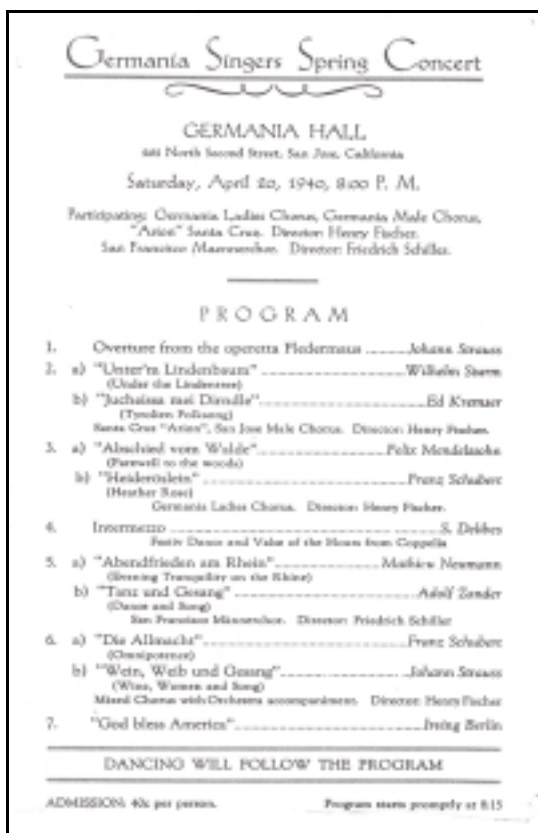 Germania Singers Spring Concert
GERMANIA HALL
North Second Street, San Jose, California
Saturday, April 20, 1940, 8:00 P. M.
Participating: Germania Ladies Chorus, Germania Male Chorus,
"Arion" Santa Cruz. Director: Henry Fischer.
San Francisco Maennerchor. Director: Friedrich Schiller.
PROGRAM
1. Overture from the operetta Fledermaus ........ Johann Strauss
2. a) "Unter'm Lindenbaum" ........ Wilhelm Sturm
(Under the Lindentree)
b) "Juchaissa mei Dirndle" ........ Ed Kremser
(Tyrolien Folksong)
Santa Cruz "Arion", San Jose Male Chorus. Director: Henry Fischer.
3. a) "Abschied vom Walde" ........ Felix Mendelssohn
(Farewell to the woods)
b) "Heideröslein" ........ Franz Schubert
(Heather Rose)
Germania Ladies Chorus. Director: Henry Fischer.
4. Intermezzo ........ S. Delibes
Festiv Dance and Valse of the Hours from Coppelia
5. a) "Abendfrieden am Rhein" ........ Mathieu Neumann
(Evening Tranquility on the Rhine)
b) "Tanz und Gesang" ........ Adolf Zander
(Dance and Song)
San Francisco Männerchor. Director: Friedrich Schiller
6. a) "Die Allmacht" ........ Franz Schubert
(Omnipotence)
b) "Wein, Weib und Gesang" ........ Johann Strauss
(Wine, Women and Song)
Mixed Chorus with Orchestra accompaniment. Director: Henry Fischer
7. "God bless America" ........ Irving Berlin
DANCING WILL FOLLOW THE PROGRAM
ADMISSION: 40c per person. Program starts promptly at 8:15